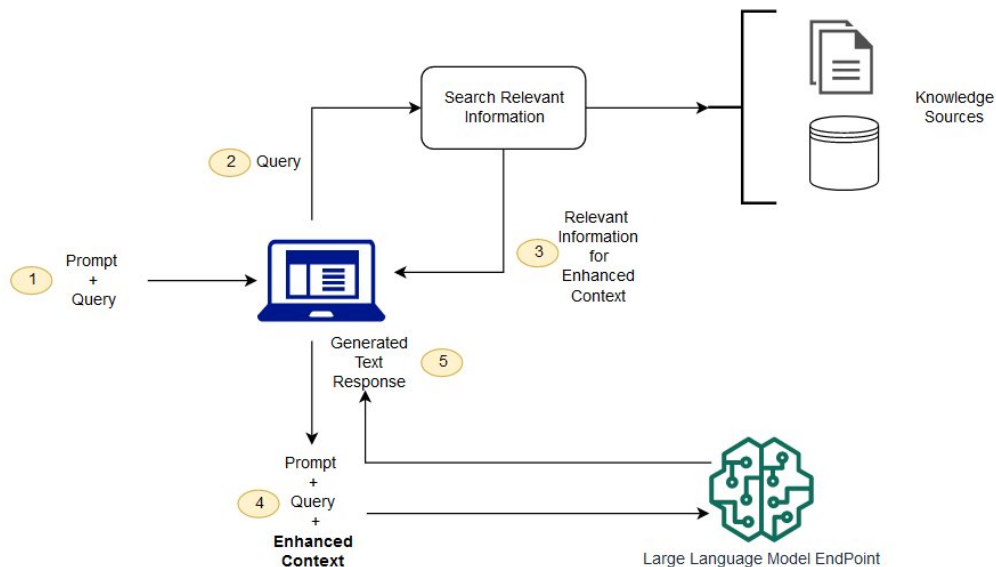 Search Relevant
Information
Knowledge
Sources
2
Query
1
Prompt
+
Query
3
Relevant
Information
for
Enhanced
Context
Generated
Text
Response
5
4
Prompt
+
Query
+
Enhanced
Context
Large Language Model EndPoint